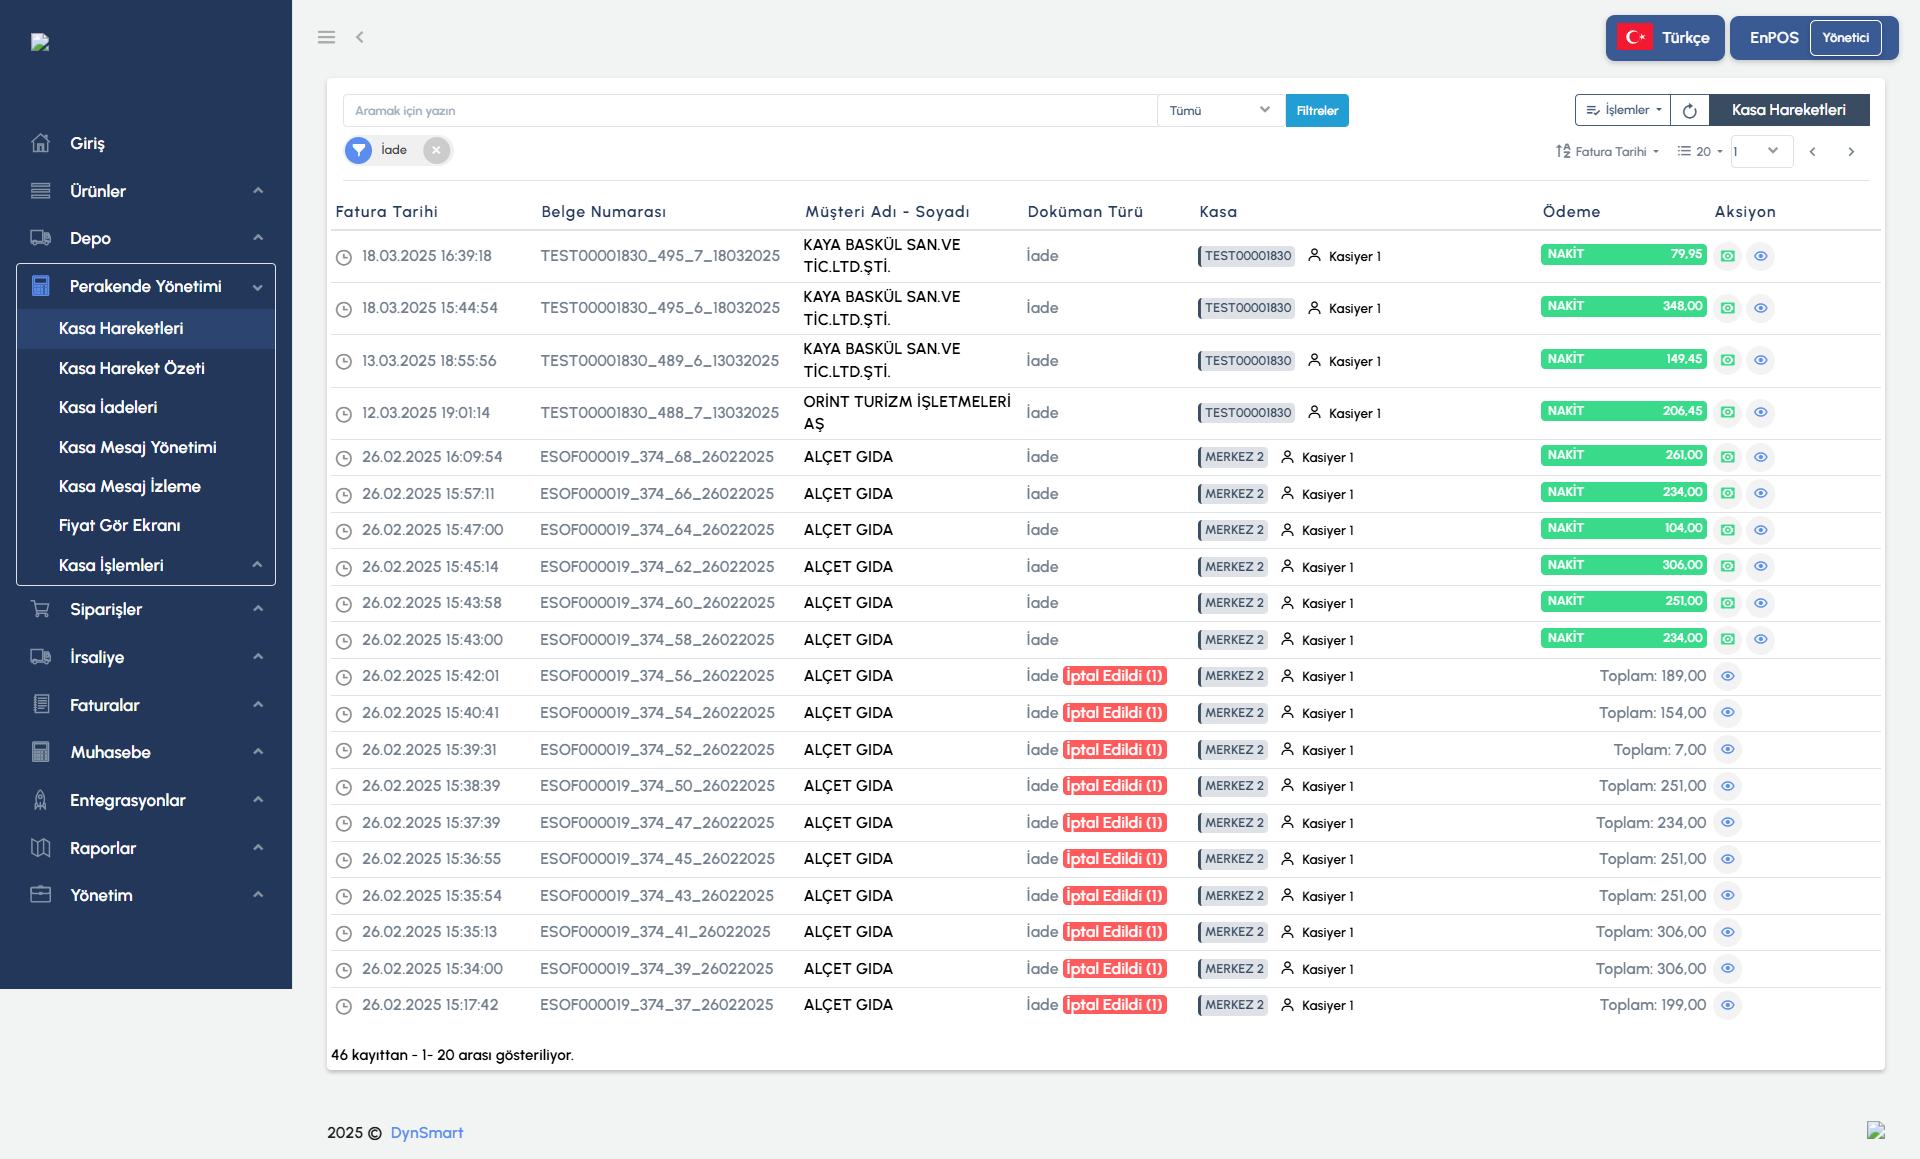 Türkçe
EnPOS Yönetici
Giriş
Ürünler
Depo
Perakende Yönetimi
Kasa Hareketleri
Kasa Hareket Özeti
Kasa İadeleri
Kasa Mesaj Yönetimi
Kasa Mesaj İzleme
Fiyat Gör Ekranı
Kasa İşlemleri
Siparişler
İrsaliye
Faturalar
Muhasebe
Entegrasyonlar
Raporlar
Yönetim
Aramak için yazın Tümü Filtreler İşlemler Kasa Hareketleri
İade Fatura Tarihi 20 1
Fatura Tarihi Belge Numarası Müşteri Adı - Soyadı Doküman Türü Kasa Ödeme Aksiyon
18.03.2025 16:39:18 TEST00001830_495_7_18032025 KAYA BASKÜL SAN.VE TİC.LTD.ŞTİ. İade TEST00001830 Kasiyer 1 NAKİT 79,95
18.03.2025 15:44:54 TEST00001830_495_6_18032025 KAYA BASKÜL SAN.VE TİC.LTD.ŞTİ. İade TEST00001830 Kasiyer 1 NAKİT 348,00
13.03.2025 18:55:56 TEST00001830_489_6_13032025 KAYA BASKÜL SAN.VE TİC.LTD.ŞTİ. İade TEST00001830 Kasiyer 1 NAKİT 149,45
12.03.2025 19:01:14 TEST00001830_488_7_13032025 ORİNT TURİZM İŞLETMELERİ AŞ İade TEST00001830 Kasiyer 1 NAKİT 206,45
26.02.2025 16:09:54 ESOF000019_374_68_26022025 ALÇET GIDA İade MERKEZ 2 Kasiyer 1 NAKİT 261,00
26.02.2025 15:57:11 ESOF000019_374_66_26022025 ALÇET GIDA İade MERKEZ 2 Kasiyer 1 NAKİT 234,00
26.02.2025 15:47:00 ESOF000019_374_64_26022025 ALÇET GIDA İade MERKEZ 2 Kasiyer 1 NAKİT 104,00
26.02.2025 15:45:14 ESOF000019_374_62_26022025 ALÇET GIDA İade MERKEZ 2 Kasiyer 1 NAKİT 306,00
26.02.2025 15:43:58 ESOF000019_374_60_26022025 ALÇET GIDA İade MERKEZ 2 Kasiyer 1 NAKİT 251,00
26.02.2025 15:43:00 ESOF000019_374_58_26022025 ALÇET GIDA İade MERKEZ 2 Kasiyer 1 NAKİT 234,00
26.02.2025 15:42:01 ESOF000019_374_56_26022025 ALÇET GIDA İade İptal Edildi (1) MERKEZ 2 Kasiyer 1 Toplam: 189,00
26.02.2025 15:40:41 ESOF000019_374_54_26022025 ALÇET GIDA İade İptal Edildi (1) MERKEZ 2 Kasiyer 1 Toplam: 154,00
26.02.2025 15:39:31 ESOF000019_374_52_26022025 ALÇET GIDA İade İptal Edildi (1) MERKEZ 2 Kasiyer 1 Toplam: 7,00
26.02.2025 15:38:39 ESOF000019_374_50_26022025 ALÇET GIDA İade İptal Edildi (1) MERKEZ 2 Kasiyer 1 Toplam: 251,00
26.02.2025 15:37:39 ESOF000019_374_47_26022025 ALÇET GIDA İade İptal Edildi (1) MERKEZ 2 Kasiyer 1 Toplam: 234,00
26.02.2025 15:36:55 ESOF000019_374_45_26022025 ALÇET GIDA İade İptal Edildi (1) MERKEZ 2 Kasiyer 1 Toplam: 251,00
26.02.2025 15:35:54 ESOF000019_374_43_26022025 ALÇET GIDA İade İptal Edildi (1) MERKEZ 2 Kasiyer 1 Toplam: 251,00
26.02.2025 15:35:13 ESOF000019_374_41_26022025 ALÇET GIDA İade İptal Edildi (1) MERKEZ 2 Kasiyer 1 Toplam: 306,00
26.02.2025 15:34:00 ESOF000019_374_39_26022025 ALÇET GIDA İade İptal Edildi (1) MERKEZ 2 Kasiyer 1 Toplam: 306,00
26.02.2025 15:17:42 ESOF000019_374_37_26022025 ALÇET GIDA İade İptal Edildi (1) MERKEZ 2 Kasiyer 1 Toplam: 199,00
46 kayıttan - 1- 20 arası gösteriliyor.
2025 © DynSmart